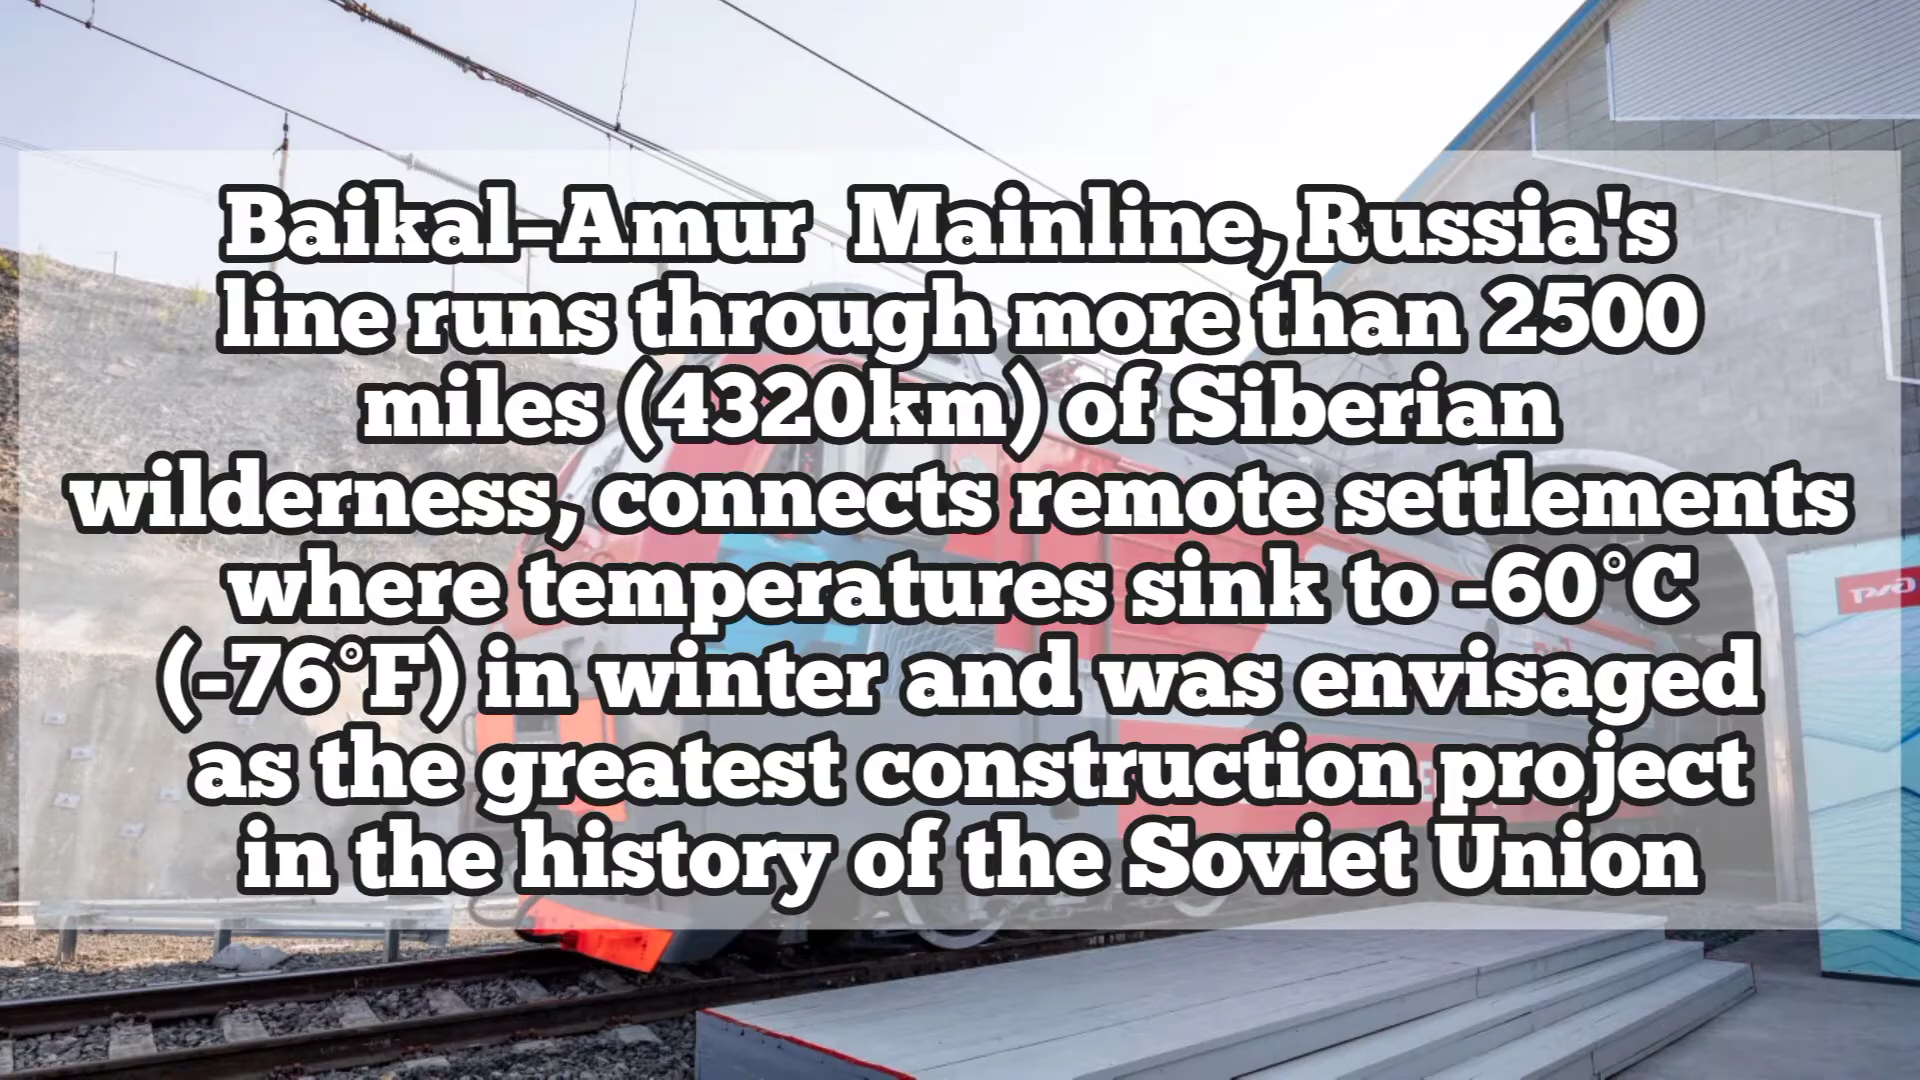 Baikal-Amur Mainline, Russia's
line runs through more than 2500
miles (4320km) of Siberian
wilderness, connects remote settlements
where temperatures sink to -60°C
(-76°F) in winter and was envisaged
as the greatest construction project
in the history of the Soviet Union